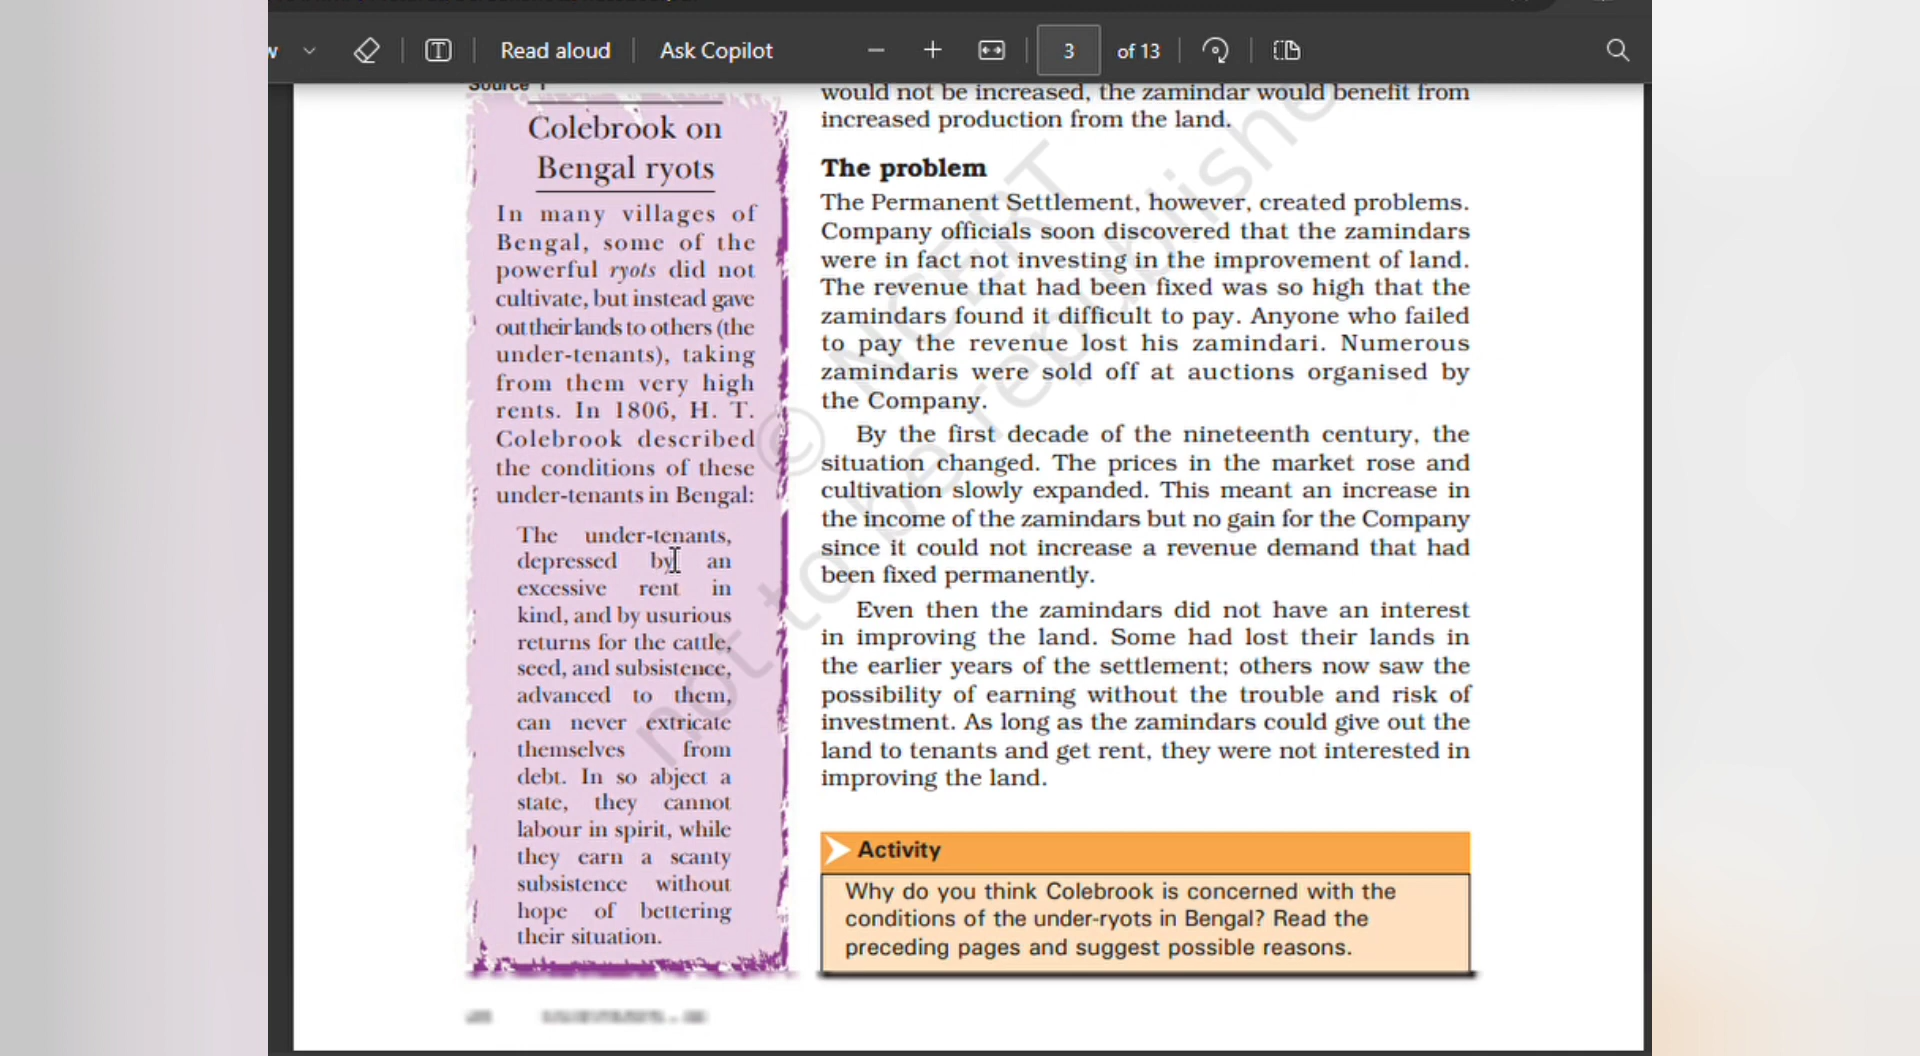 Read aloud
Ask Copilot
3
of 13
Source 1
Colebrook on
Bengal ryots
In many villages of
Bengal, some of the
powerful ryots did not
cultivate, but instead gave
out their lands to others (the
under-tenants), taking
from them very high
rents. In 1806, H. T.
Colebrook described
the conditions of these
under-tenants in Bengal:
The under-tenants,
depressed by an
excessive rent in
kind, and by usurious
returns for the cattle,
seed, and subsistence,
advanced to them,
can never extricate
themselves from
debt. In so abject a
state, they cannot
labour in spirit, while
they earn a scanty
subsistence without
hope of bettering
their situation.
would not be increased, the zamindar would benefit from
increased production from the land.
The problem
The Permanent Settlement, however, created problems.
Company officials soon discovered that the zamindars
were in fact not investing in the improvement of land.
The revenue that had been fixed was so high that the
zamindars found it difficult to pay. Anyone who failed
to pay the revenue lost his zamindari. Numerous
zamindaris were sold off at auctions organised by
the Company.
By the first decade of the nineteenth century, the
situation changed. The prices in the market rose and
cultivation slowly expanded. This meant an increase in
the income of the zamindars but no gain for the Company
since it could not increase a revenue demand that had
been fixed permanently.
Even then the zamindars did not have an interest
in improving the land. Some had lost their lands in
the earlier years of the settlement; others now saw the
possibility of earning without the trouble and risk of
investment. As long as the zamindars could give out the
land to tenants and get rent, they were not interested in
improving the land.
Activity
Why do you think Colebrook is concerned with the
conditions of the under-ryots in Bengal? Read the
preceding pages and suggest possible reasons.
© NCERT
not to be republishe